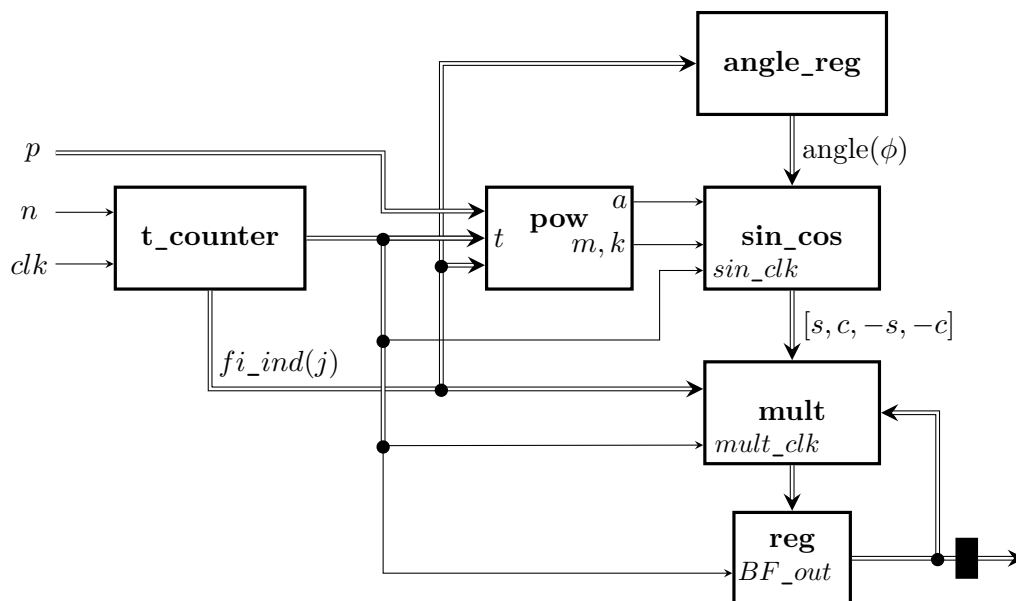 angle_reg
angle(ϕ)
p
n
clk
t_counter
t
pow
a
m, k
sin_cos
sin_clk
[s, c, −s, −c]
fi_ind(j)
mult
mult_clk
reg
BF_out